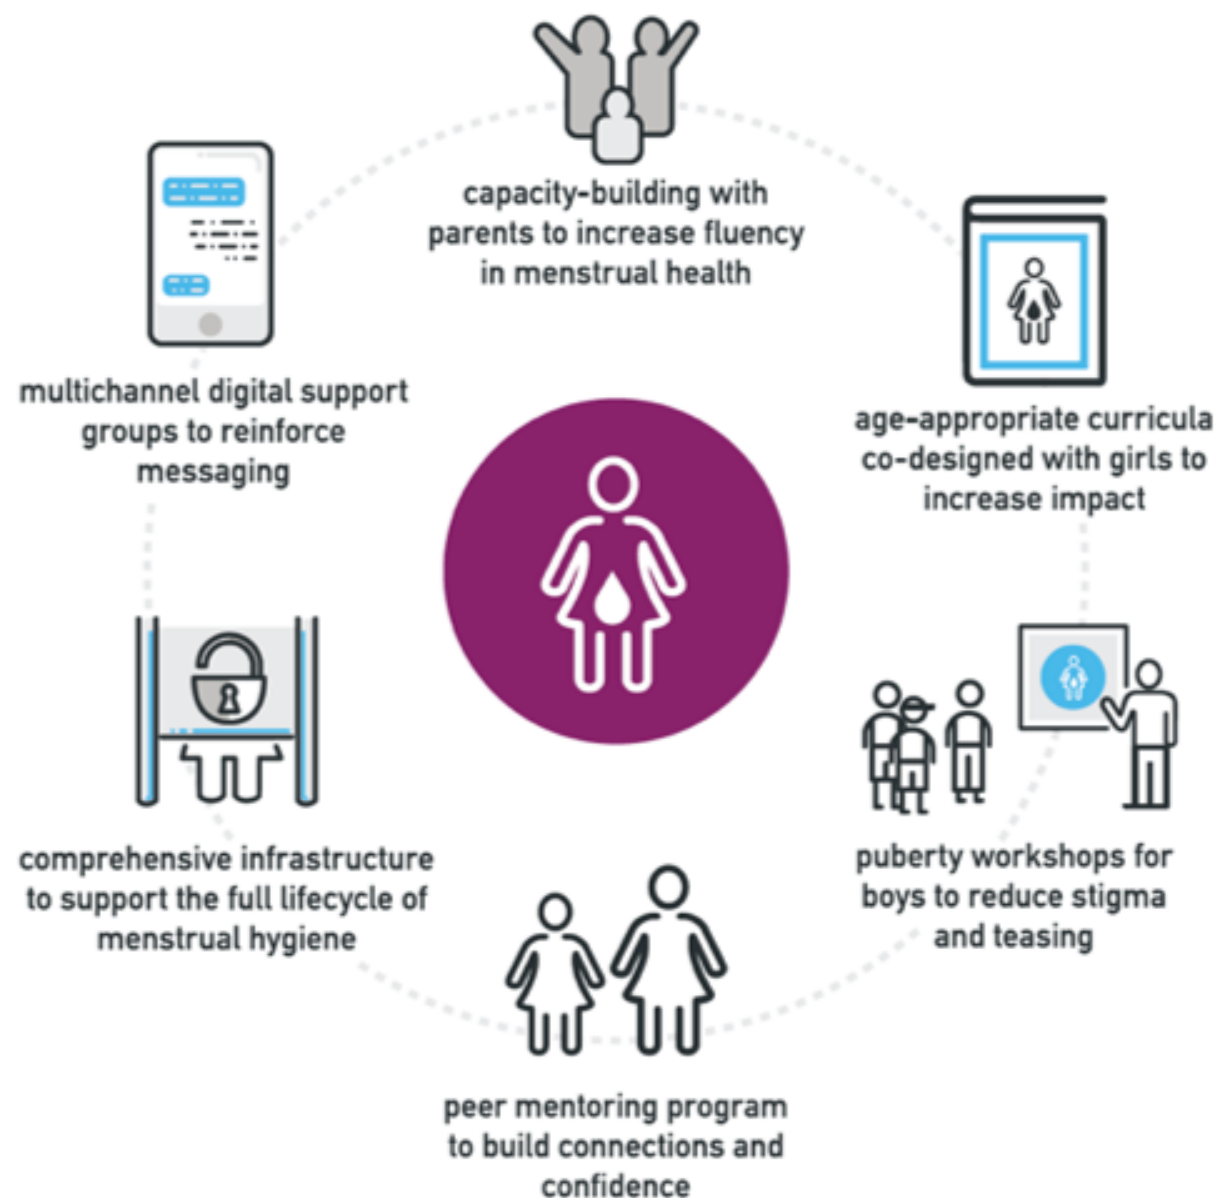 capacity-building with
parents to increase fluency
in menstrual health
age-appropriate curricula
co-designed with girls to
increase impact
puberty workshops for
boys to reduce stigma
and teasing
peer mentoring program
to build connections and
confidence
comprehensive infrastructure
to support the full lifecycle of
menstrual hygiene
multichannel digital support
groups to reinforce
messaging